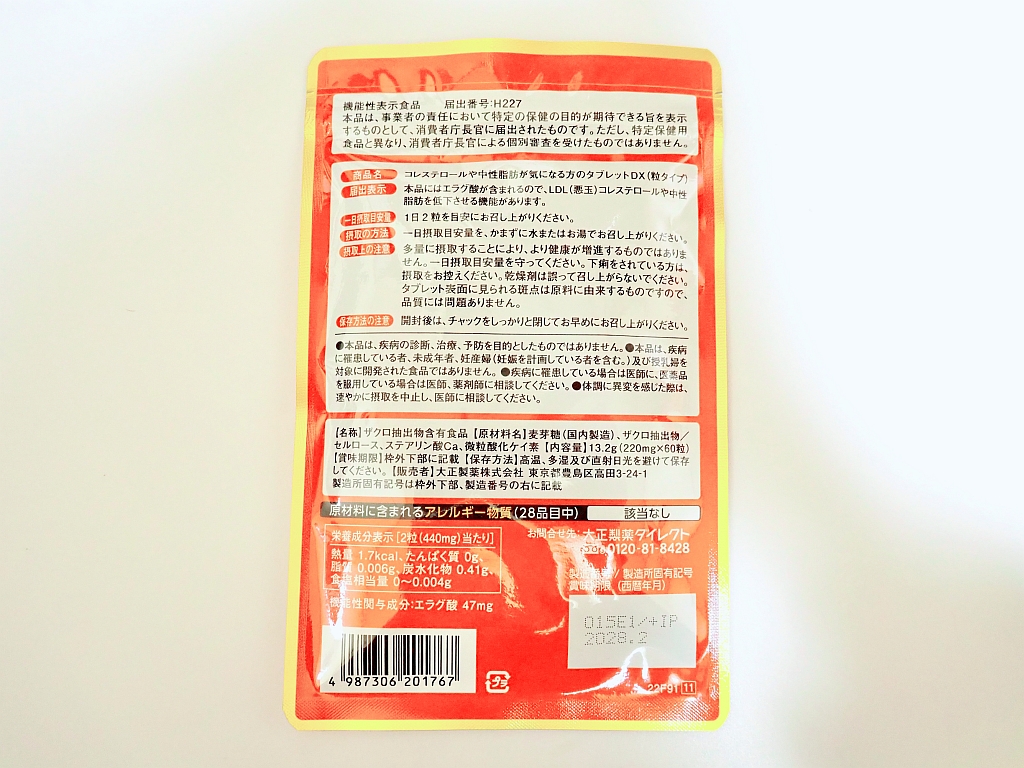 機能性表示食品　届出番号:H227
本品は、事業者の責任において特定の保健の目的が期待できる旨を表示
するものとして、消費者庁長官に届出されたものです。ただし、特定保健用
食品と異なり、消費者庁長官による個別審査を受けたものではありません。
商品名 コレステロールや中性脂肪が気になる方のタブレットDX(粒タイプ)
届出表示 本品にはエラグ酸が含まれるので、LDL(悪玉)コレステロールや中性
脂肪を低下させる機能があります。
一日摂取目安量 1日2粒を目安にお召し上がりください。
摂取の方法 一日摂取目安量を、かまずに水またはお湯でお召し上がりください。
摂取上の注意 多量に摂取することにより、より健康が増進するものではありま
せん。一日摂取目安量を守ってください。下痢をされている方は、
摂取をお控えください。乾燥剤は誤って召し上がらないでください。
タブレット表面に見られる斑点は原料に由来するものですので、
品質には問題ありません。
保存方法の注意 開封後は、チャックをしっかりと閉じてお早めにお召し上がりください。
●本品は、疾病の診断、治療、予防を目的としたものではありません。●本品は、疾病
に罹患している者、未成年者、妊産婦(妊娠を計画している者を含む。)及び授乳婦を
対象に開発された食品ではありません。●疾病に罹患している場合は医師に、医薬品
を服用している場合は医師、薬剤師に相談してください。●体調に異変を感じた際は、
速やかに摂取を中止し、医師に相談してください。
【名称】ザクロ抽出物含有食品【原材料名】麦芽糖(国内製造)、ザクロ抽出物/
セルロース、ステアリン酸Ca、微粒酸化ケイ素【内容量】13.2g(220mg×60粒)
【賞味期限】枠外下部に記載【保存方法】高温、多湿及び直射日光を避けて保存
してください。【販売者】大正製薬株式会社 東京都豊島区高田3-24-1
製造所固有記号は枠外下部、製造番号の右に記載
原材料に含まれるアレルギー物質(28品目中) 該当なし
栄養成分表示[2粒(440mg)当たり]
熱量 1.7kcal、たんぱく質 0g、
脂質 0.006g、炭水化物 0.41g、
食塩相当量 0〜0.004g
機能性関与成分:エラグ酸 47mg
お問合せ先: 大正製薬ダイレクト
0120-81-8428
製造番号/製造所固有記号
賞味期限（西暦年月）
015E1/+IP
2028.2
4 987306 201767
プラ
22F91 11